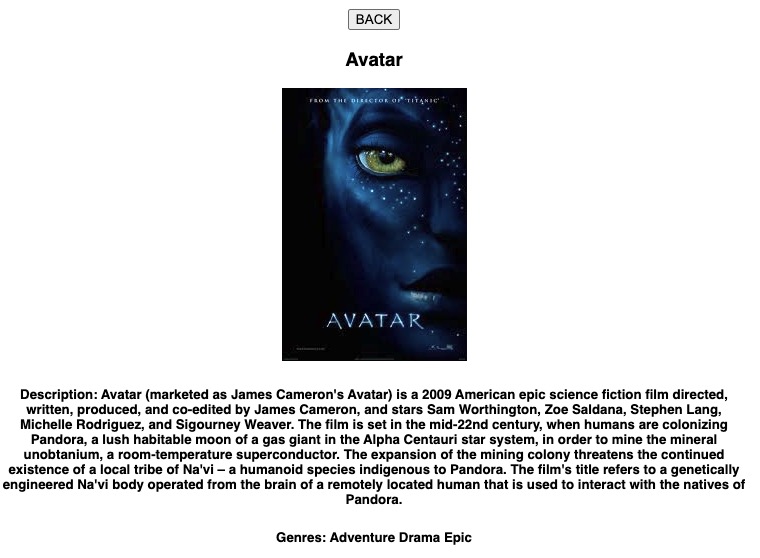 BACK
Avatar
FROM THE DIRECTOR OF 'TITANIC'
AVATAR
Description: Avatar (marketed as James Cameron's Avatar) is a 2009 American epic science fiction film directed,
written, produced, and co-edited by James Cameron, and stars Sam Worthington, Zoe Saldana, Stephen Lang,
Michelle Rodriguez, and Sigourney Weaver. The film is set in the mid-22nd century, when humans are colonizing
Pandora, a lush habitable moon of a gas giant in the Alpha Centauri star system, in order to mine the mineral
unobtanium, a room-temperature superconductor. The expansion of the mining colony threatens the continued
existence of a local tribe of Na'vi – a humanoid species indigenous to Pandora. The film's title refers to a genetically
engineered Na'vi body operated from the brain of a remotely located human that is used to interact with the natives of
Pandora.
Genres: Adventure Drama Epic